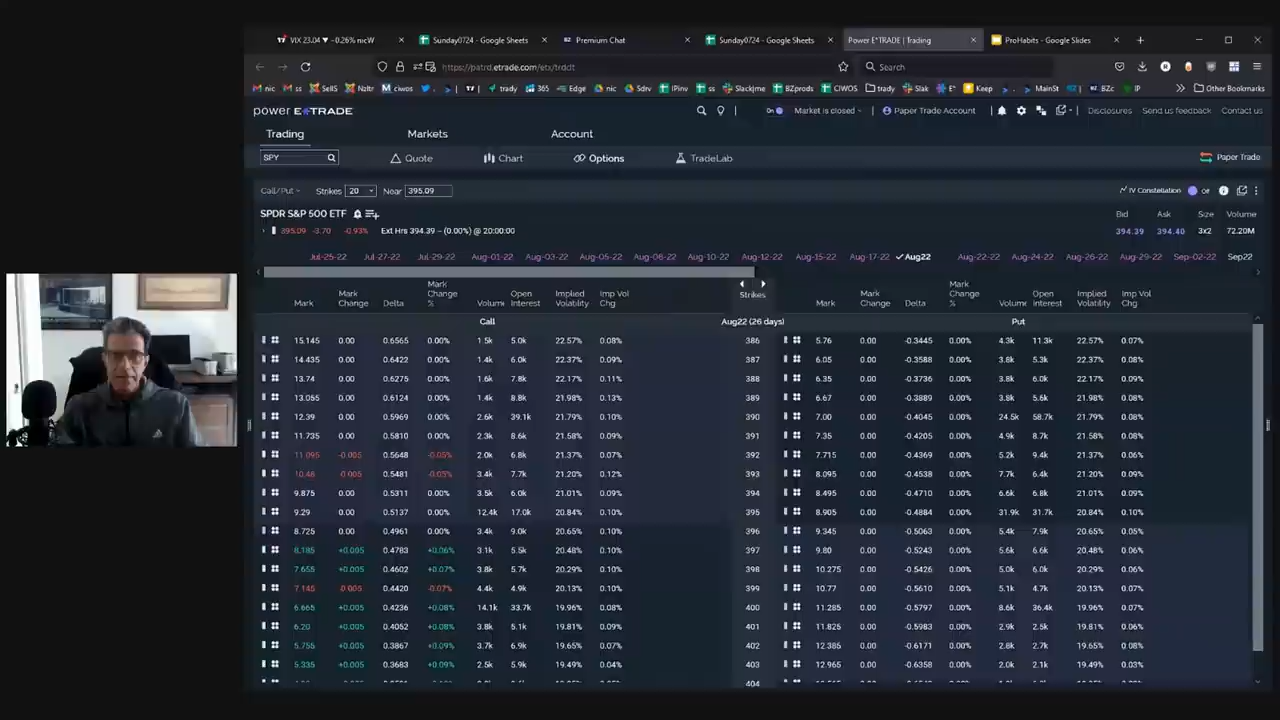 VIX 23.04 ▼ −0.26% nicW
Sunday0724 - Google Sheets
Premium Chat
Sunday0724 - Google Sheets
Power E*TRADE | Trading
ProHabits - Google Slides
https://patrd.etrade.com/etx/trddt
Search
nic ss SellS Nzltr ciwos trady 365 Edge nic Sdrv IPinv ss Slackjme BZprods CIWOS trady Slak Keep MainSt BZc IP Other Bookmarks
power E*TRADE
Market is closed
Paper Trade Account
Disclosures
Send us feedback
Contact us
Trading Markets Account
SPY
Quote Chart Options TradeLab
Paper Trade
Call/Put Strikes 20 Near 395.09
IV Constellation
SPDR S&P 500 ETF
Bid Ask Size Volume
395.09 -3.70 -0.93% Ext Hrs 394.39 – (0.00%) @ 20:00:00
394.39 394.40 3x2 72.20M
Jul-25-22 Jul-27-22 Jul-29-22 Aug-01-22 Aug-03-22 Aug-05-22 Aug-08-22 Aug-10-22 Aug-12-22 Aug-15-22 Aug-17-22 Aug22 Aug-22-22 Aug-24-22 Aug-26-22 Aug-29-22 Sep-02-22 Sep22
Mark Mark Change Delta Mark Change % Volume Open Interest Implied Volatility Imp Vol Chg Strikes Mark Mark Change Delta Mark Change % Volume Open Interest Implied Volatility Imp Vol Chg
Call Aug22 (26 days) Put
15.145 0.00 0.6565 0.00% 1.5k 5.0k 22.57% 0.08% 386 5.76 0.00 -0.3445 0.00% 4.3k 11.3k 22.57% 0.07%
14.435 0.00 0.6422 0.00% 1.4k 6.0k 22.37% 0.09% 387 6.05 0.00 -0.3588 0.00% 3.8k 5.3k 22.37% 0.09%
13.74 0.00 0.6275 0.00% 1.6k 7.8k 22.17% 0.11% 388 6.35 0.00 -0.3736 0.00% 3.8k 6.0k 22.17% 0.09%
13.055 0.00 0.6124 0.00% 1.4k 8.8k 21.98% 0.13% 389 6.67 0.00 -0.3889 0.00% 3.8k 5.6k 21.98% 0.08%
12.39 0.00 0.5969 0.00% 2.6k 39.1k 21.79% 0.10% 390 7.00 0.00 -0.4045 0.00% 24.5k 58.7k 21.79% 0.08%
11.735 0.00 0.5810 0.00% 2.3k 8.6k 21.58% 0.09% 391 7.35 0.00 -0.4205 0.00% 4.9k 8.7k 21.58% 0.08%
11.095 -0.005 0.5648 -0.05% 2.0k 6.8k 21.37% 0.07% 392 7.715 0.00 -0.4369 0.00% 5.2k 9.4k 21.37% 0.06%
10.48 -0.005 0.5481 -0.05% 3.4k 7.7k 21.20% 0.12% 393 8.095 0.00 -0.4538 0.00% 7.7k 6.4k 21.20% 0.09%
9.875 0.00 0.5311 0.00% 3.5k 6.0k 21.01% 0.09% 394 8.495 0.00 -0.4710 0.00% 6.6k 6.8k 21.01% 0.09%
9.29 0.00 0.5137 0.00% 12.4k 17.0k 20.84% 0.10% 395 8.905 0.00 -0.4884 0.00% 31.9k 31.7k 20.84% 0.10%
8.725 0.00 0.4961 0.00% 3.4k 9.0k 20.65% 0.10% 396 9.345 0.00 -0.5063 0.00% 5.4k 7.9k 20.65% 0.05%
8.185 +0.005 0.4783 +0.06% 3.1k 5.5k 20.48% 0.10% 397 9.80 0.00 -0.5243 0.00% 5.6k 6.6k 20.48% 0.06%
7.655 +0.005 0.4602 +0.07% 3.8k 5.7k 20.29% 0.10% 398 10.275 0.00 -0.5426 0.00% 5.0k 6.0k 20.29% 0.06%
7.145 -0.005 0.4420 -0.07% 4.4k 4.9k 20.13% 0.10% 399 10.77 0.00 -0.5610 0.00% 5.1k 4.7k 20.13% 0.06%
6.665 +0.005 0.4236 +0.08% 14.1k 33.7k 19.96% 0.08% 400 11.285 0.00 -0.5797 0.00% 8.6k 36.4k 19.96% 0.07%
6.20 +0.005 0.4052 +0.08% 3.8k 5.1k 19.81% 0.09% 401 11.825 0.00 -0.5983 0.00% 2.9k 2.5k 19.81% 0.06%
5.755 +0.005 0.3867 +0.09% 3.7k 6.9k 19.65% 0.07% 402 12.385 0.00 -0.6171 0.00% 2.8k 2.7k 19.65% 0.08%
5.335 +0.005 0.3683 +0.09% 2.5k 5.9k 19.49% 0.04% 403 12.965 0.00 -0.6358 0.00% 2.0k 2.1k 19.49% 0.03%
404